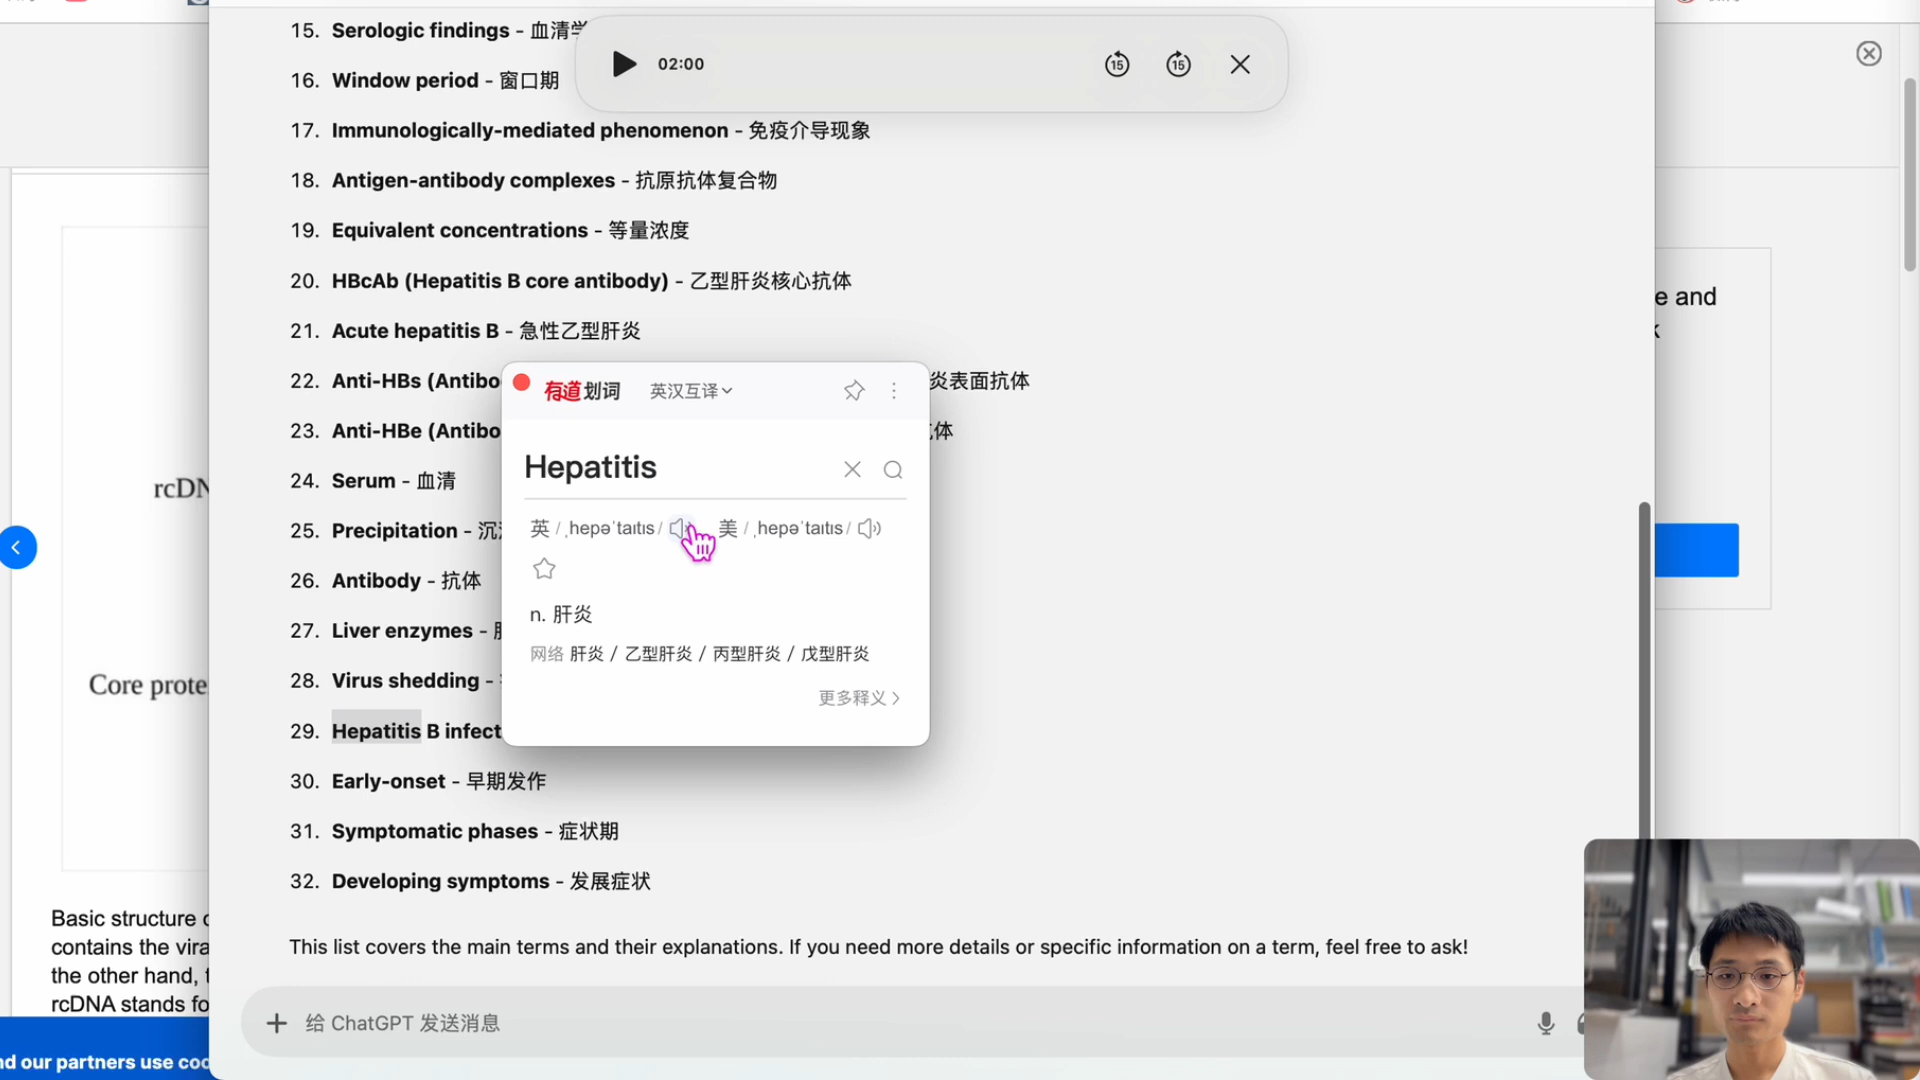 15. Serologic findings - 血清学
02:00
15
15
16. Window period - 窗口期
17. Immunologically-mediated phenomenon - 免疫介导现象
18. Antigen-antibody complexes - 抗原抗体复合物
19. Equivalent concentrations - 等量浓度
20. HBcAb (Hepatitis B core antibody) - 乙型肝炎核心抗体
21. Acute hepatitis B - 急性乙型肝炎
22. Anti-HBs (Antibo
炎表面抗体
23. Anti-HBe (Antibo
体
24. Serum - 血清
25. Precipitation - 沉
26. Antibody - 抗体
27. Liver enzymes -
28. Virus shedding -
29. Hepatitis B infect
30. Early-onset - 早期发作
31. Symptomatic phases - 症状期
32. Developing symptoms - 发展症状
This list covers the main terms and their explanations. If you need more details or specific information on a term, feel free to ask!
给 ChatGPT 发送消息
有道划词 英汉互译
Hepatitis
英 / ˌhepəˈtaɪtɪs / 美 / ˌhepəˈtaɪtɪs /
n. 肝炎
网络 肝炎 / 乙型肝炎 / 丙型肝炎 / 戊型肝炎
更多释义
rcDN
Core prote
Basic structure
contains the vira
the other hand,
rcDNA stands fo
nd our partners use coo
e and
k